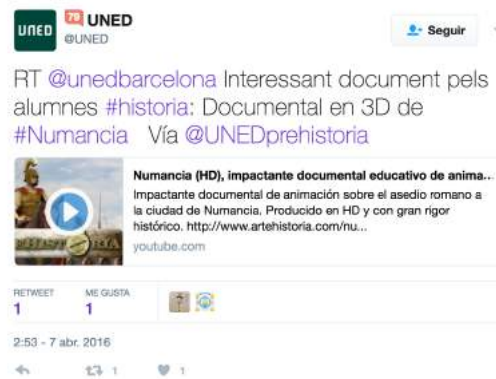 UNED
79 UNED
@UNED
Seguir
RT @unedbarcelona Interessant document pels
alumnes #historia: Documental en 3D de
#Numancia Vía @UNEDprehistoria
Numancia (HD), impactante documental educativo de anima...
Impactante documental de animación sobre el asedio romano a
la ciudad de Numancia. Producido en HD y con gran rigor
histórico. http://www.artehistoria.com/nu...
youtube.com
RETWEET
1
ME GUSTA
1
2:53 - 7 abr. 2016
1
1